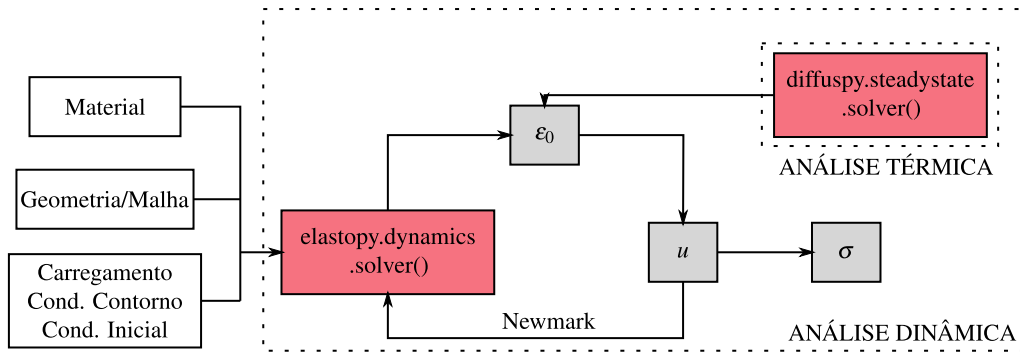 Material
Geometria/Malha
Carregamento
Cond. Contorno
Cond. Inicial
elastopy.dynamics
.solver()
ε₀
diffuspy.steadystate
.solver()
ANÁLISE TÉRMICA
u
σ
Newmark
ANÁLISE DINÂMICA